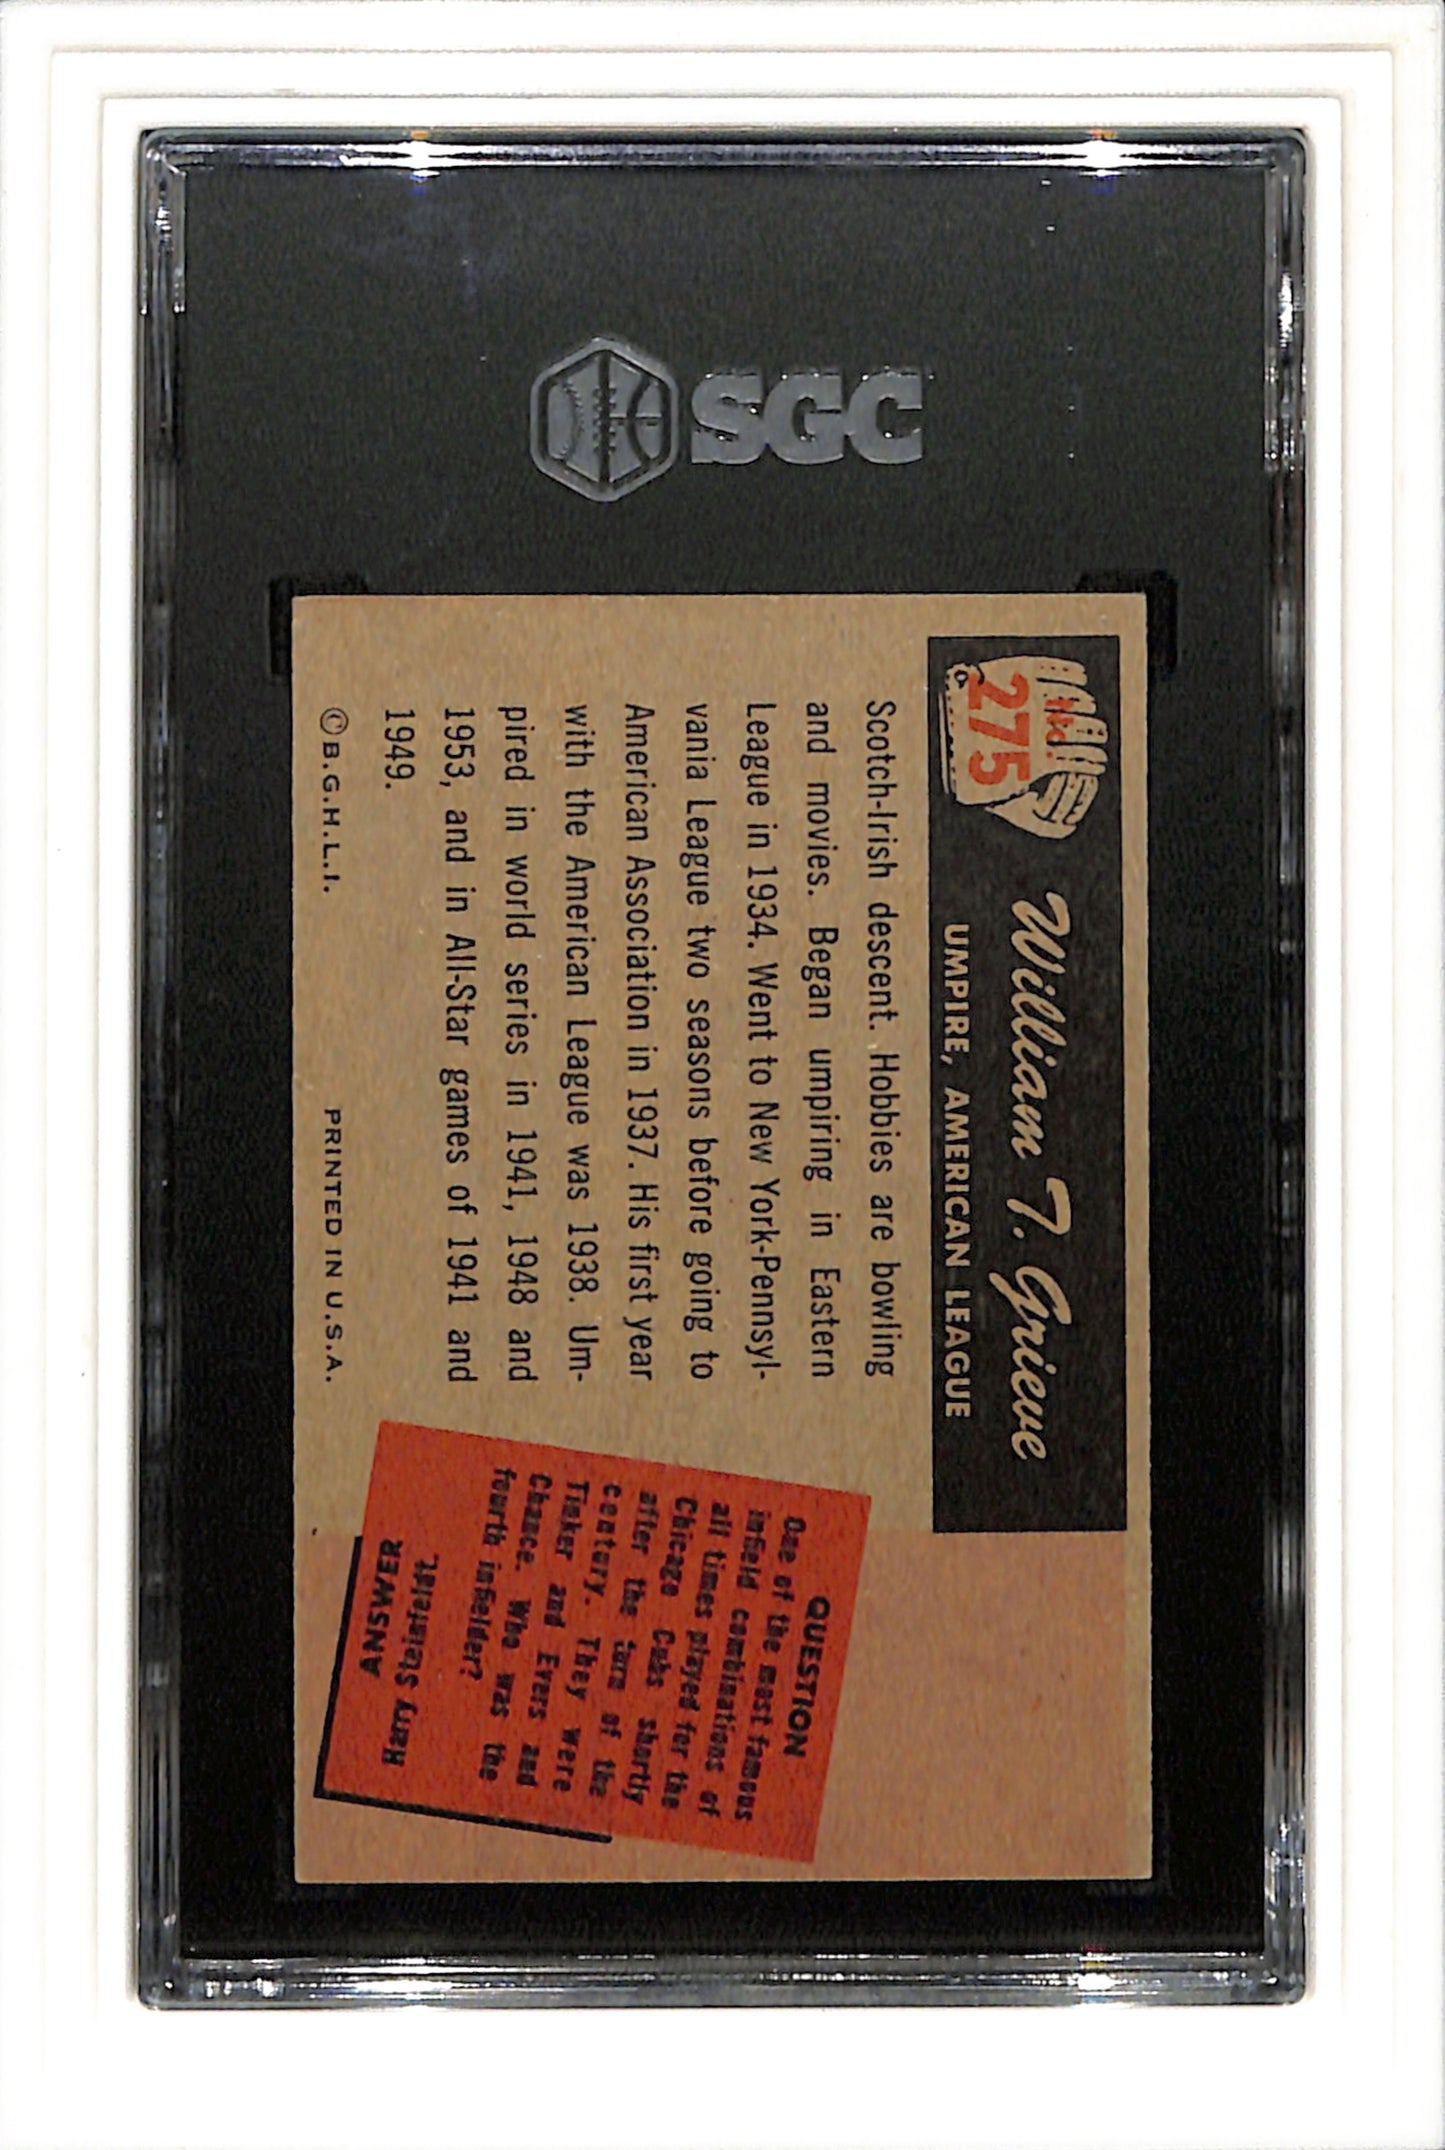 SGC
No.
275
William T. Grieve
UMPIRE, AMERICAN LEAGUE
Scotch-Irish descent. Hobbies are bowling
and movies. Began umpiring in Eastern
League in 1934. Went to New York-Pennsyl-
vania League two seasons before going to
American Association in 1937. His first year
with the American League was 1938. Um-
pired in world series in 1941, 1948 and
1953, and in All-Star games of 1941 and
1949.
©B.G.H.L.I.
PRINTED IN U.S.A.
QUESTION
One of the most famous
infield combinations of
all times played for the
Chicago Cubs shortly
after the turn of the
century. They were
Tinker and Evers and
Chance. Who was the
fourth infielder?
ANSWER
Harry Steinfeldt.